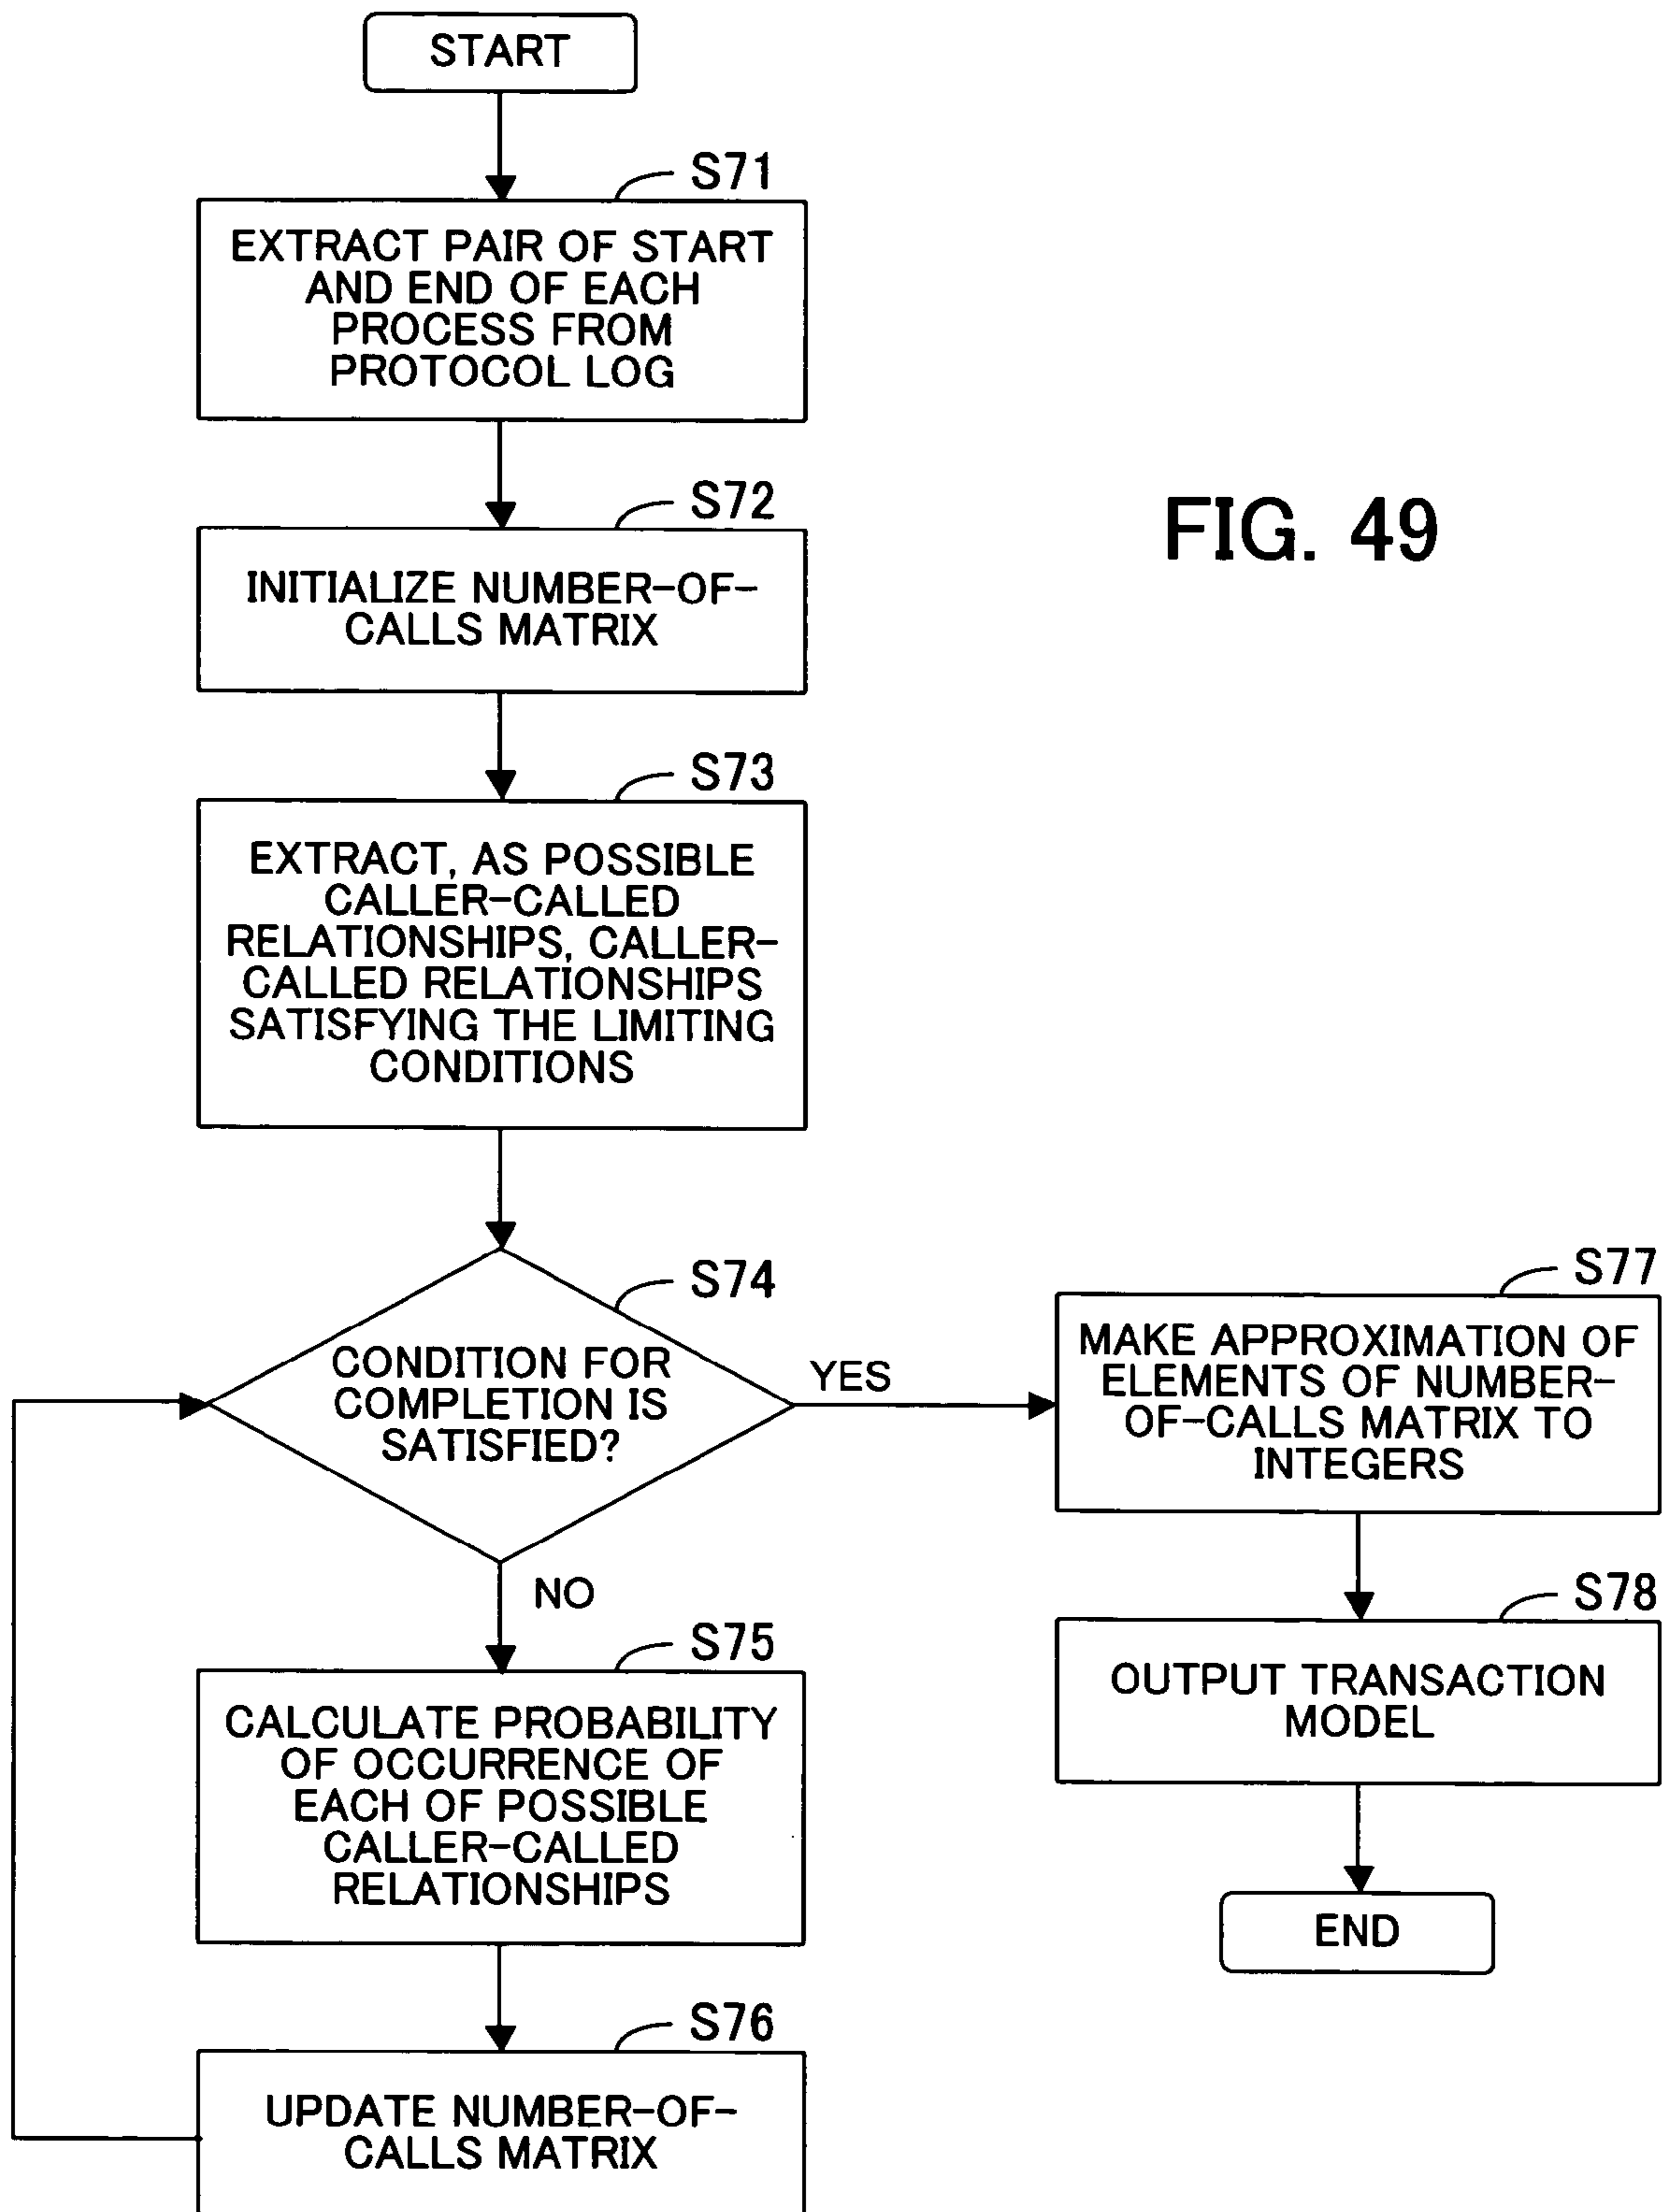 START
S71
EXTRACT PAIR OF START
AND END OF EACH
PROCESS FROM
PROTOCOL LOG
S72
INITIALIZE NUMBER-OF-
CALLS MATRIX
FIG. 49
S73
EXTRACT, AS POSSIBLE
CALLER-CALLED
RELATIONSHIPS, CALLER-
CALLED RELATIONSHIPS
SATISFYING THE LIMITING
CONDITIONS
S74
CONDITION FOR
COMPLETION IS
SATISFIED?
YES
NO
S75
CALCULATE PROBABILITY
OF OCCURRENCE OF
EACH OF POSSIBLE
CALLER-CALLED
RELATIONSHIPS
S76
UPDATE NUMBER-OF-
CALLS MATRIX
S77
MAKE APPROXIMATION OF
ELEMENTS OF NUMBER-
OF-CALLS MATRIX TO
INTEGERS
S78
OUTPUT TRANSACTION
MODEL
END